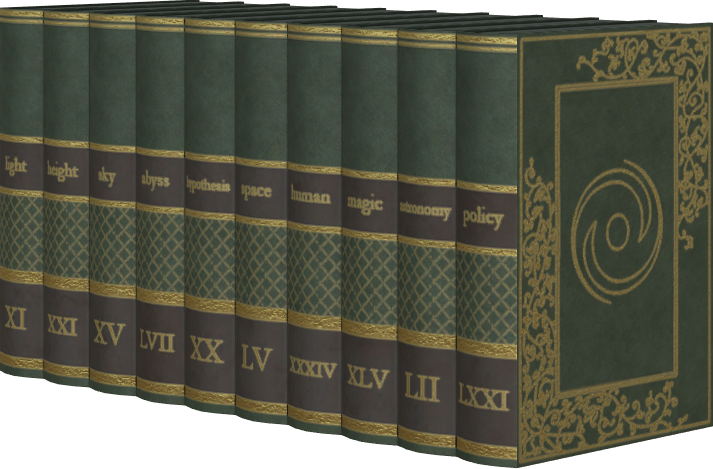 light
XI
height
XXI
sky
XV
abyss
LVII
hypothesis
XX
space
LV
human
XXXIV
magic
XLV
astronomy
LII
policy
LXXI